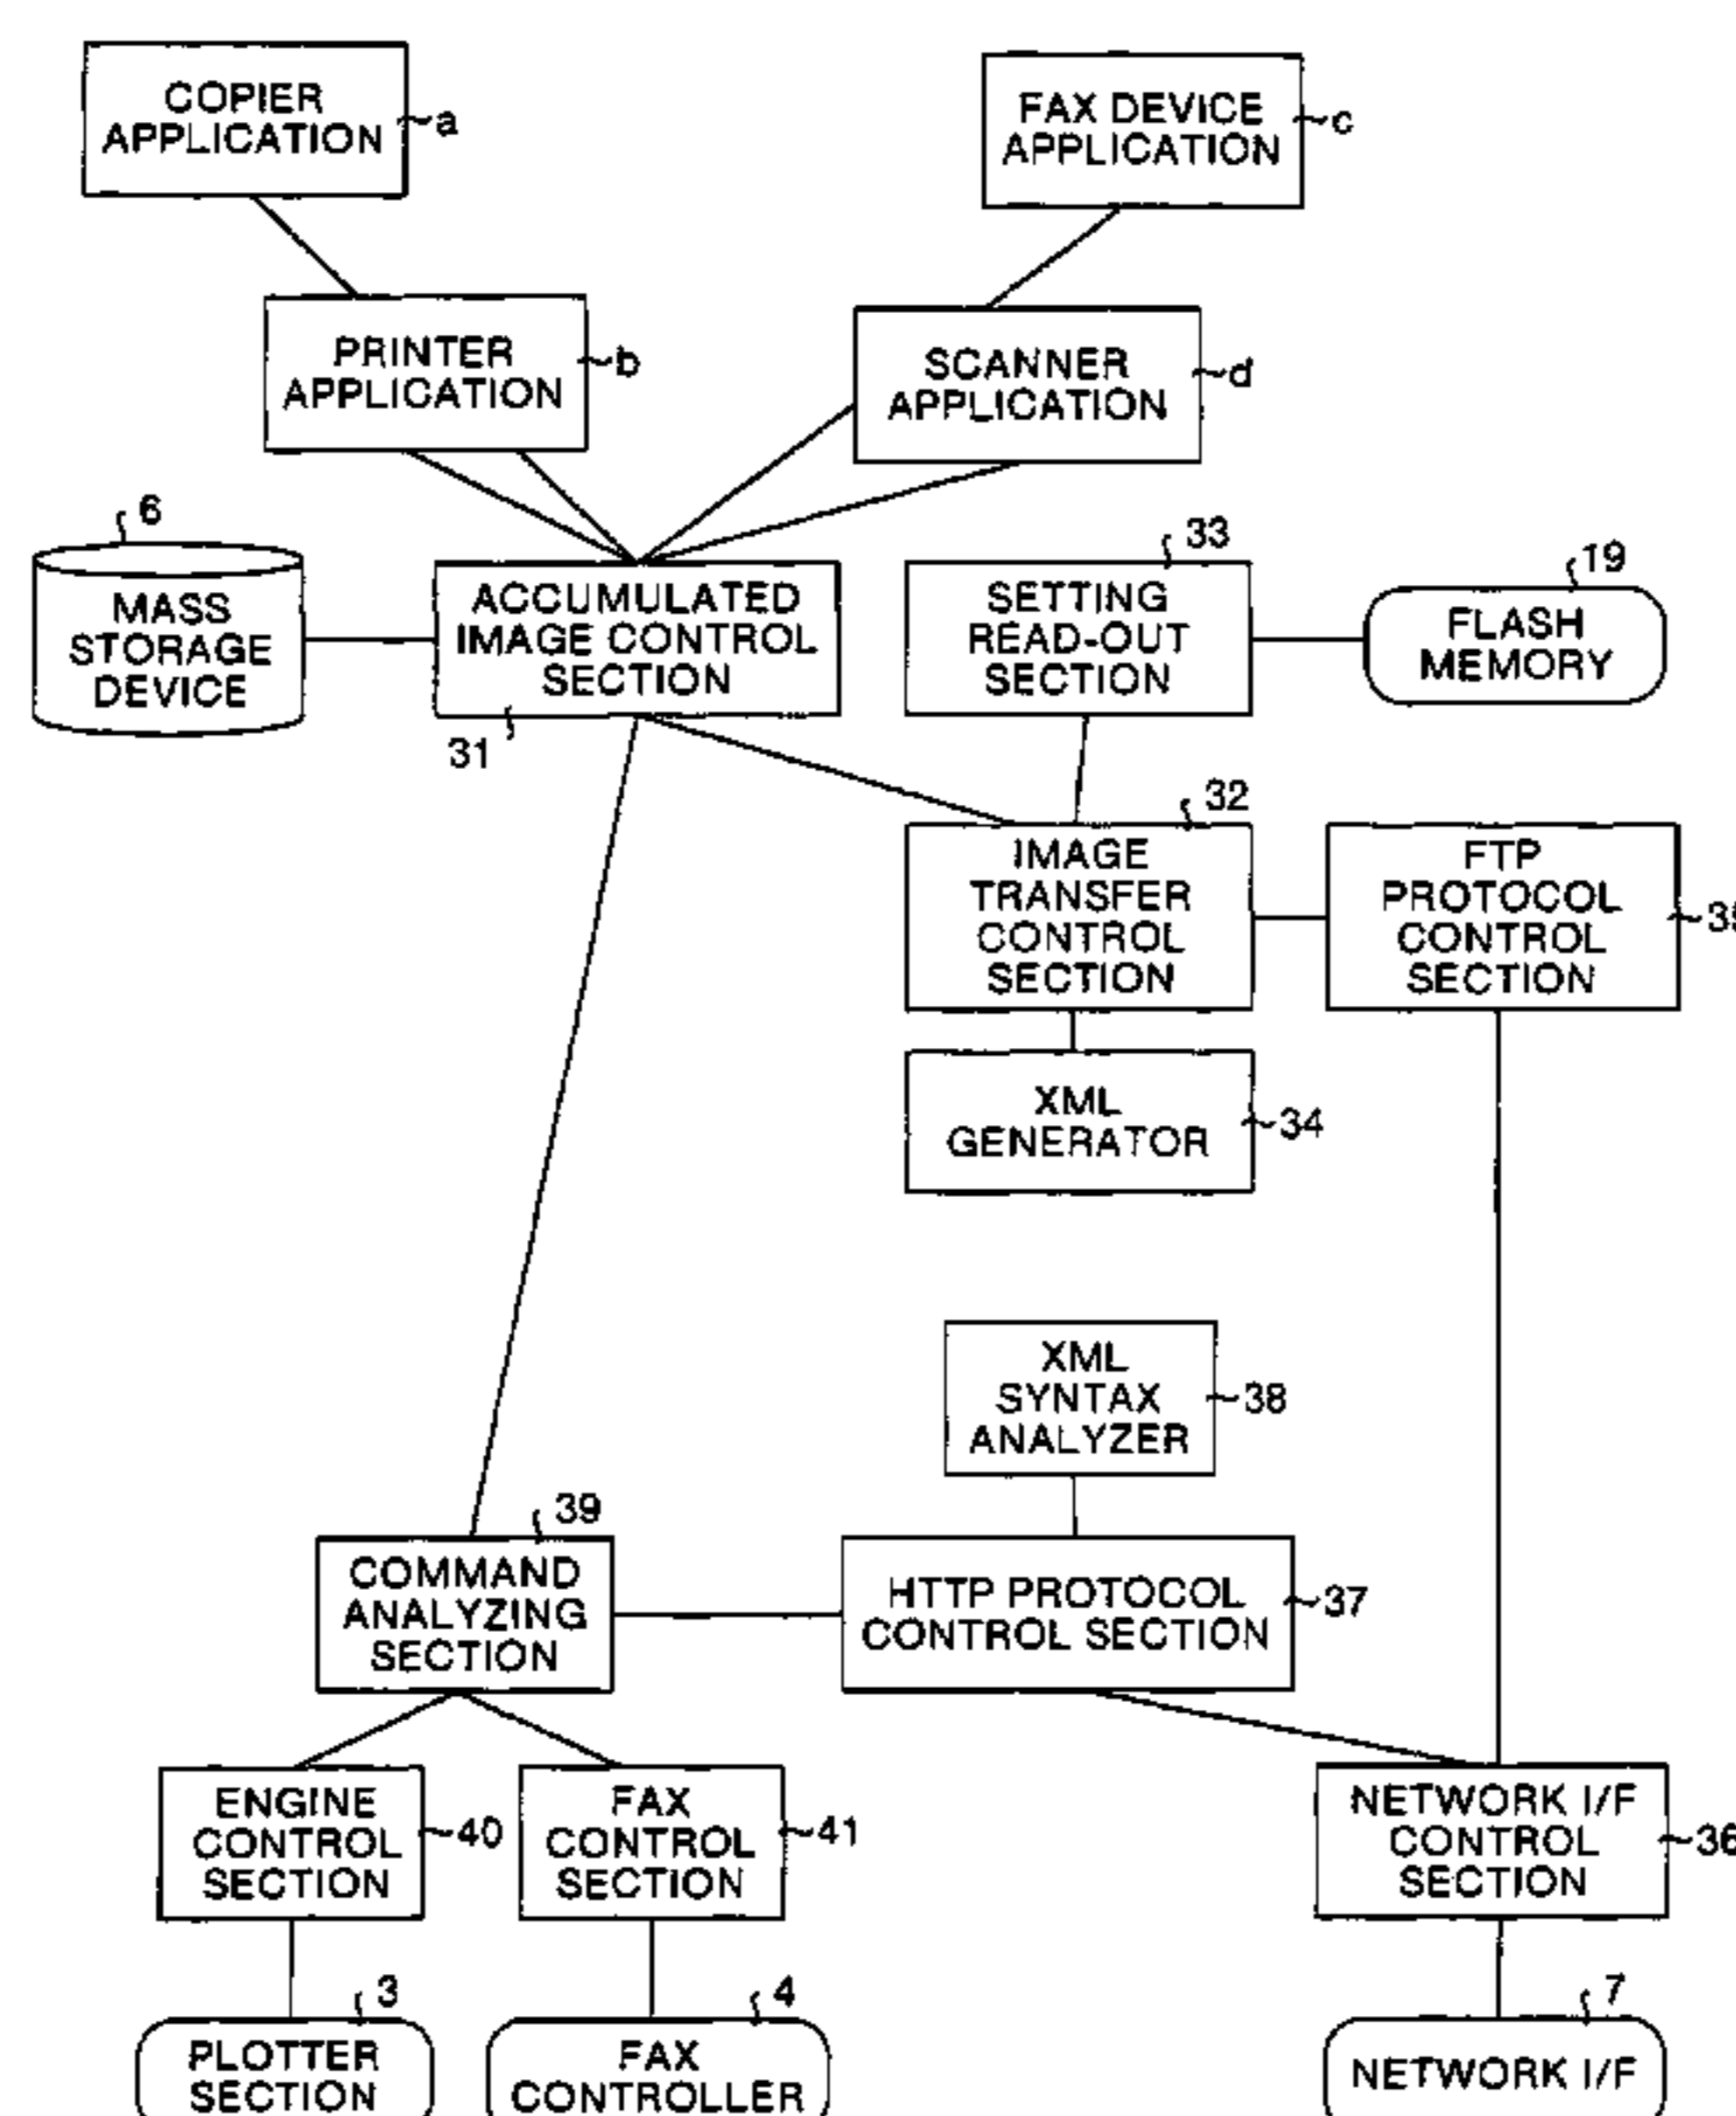 COPIER
APPLICATION
a
FAX DEVICE
APPLICATION
c
PRINTER
APPLICATION
b
SCANNER
APPLICATION
d
6
MASS
STORAGE
DEVICE
ACCUMULATED
IMAGE CONTROL
SECTION
31
33
SETTING
READ-OUT
SECTION
19
FLASH
MEMORY
32
IMAGE
TRANSFER
CONTROL
SECTION
FTP
PROTOCOL
CONTROL
SECTION
35
XML
GENERATOR
34
XML
SYNTAX
ANALYZER
38
39
COMMAND
ANALYZING
SECTION
HTTP PROTOCOL
CONTROL SECTION
37
ENGINE
CONTROL
SECTION
40
FAX
CONTROL
SECTION
41
NETWORK I/F
CONTROL
SECTION
36
3
PLOTTER
SECTION
4
FAX
CONTROLLER
7
NETWORK I/F